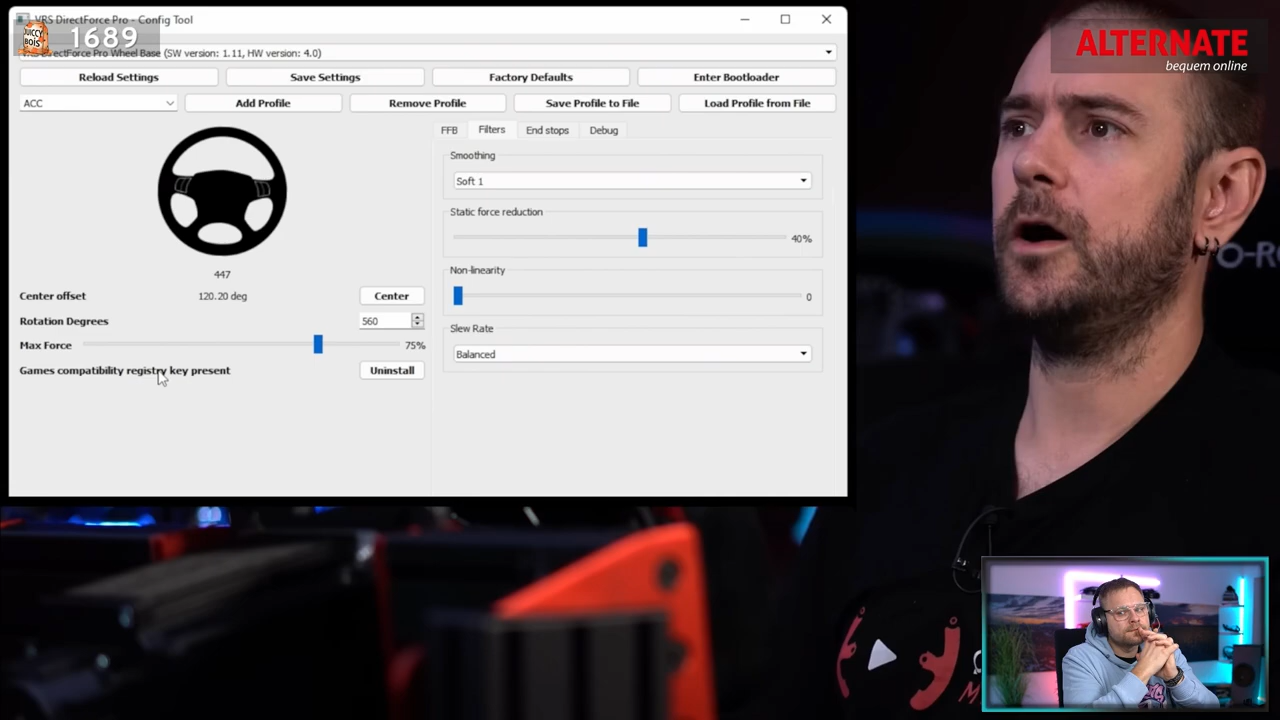 VRS DirectForce Pro - Config Tool
JUICCY
BOIS
1689
VRS DirectForce Pro Wheel Base (SW version: 1.11, HW version: 4.0)
Reload Settings
Save Settings
Factory Defaults
Enter Bootloader
ACC
Add Profile
Remove Profile
Save Profile to File
Load Profile from File
FFB
Filters
End stops
Debug
Smoothing
Soft 1
Static force reduction
40%
Non-linearity
0
Slew Rate
Balanced
447
Center offset
120.20 deg
Center
Rotation Degrees
560
Max Force
75%
Games compatibility registry key present
Uninstall
ALTERNATE
bequem online